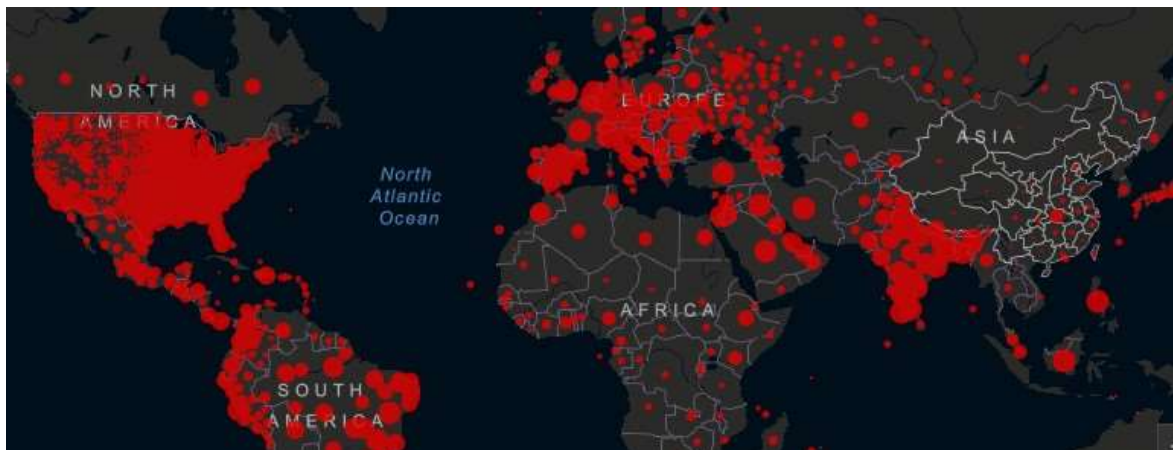 NORTH
AMERICA
North
Atlantic
Ocean
EUROPE
ASIA
AFRICA
SOUTH
AMERICA